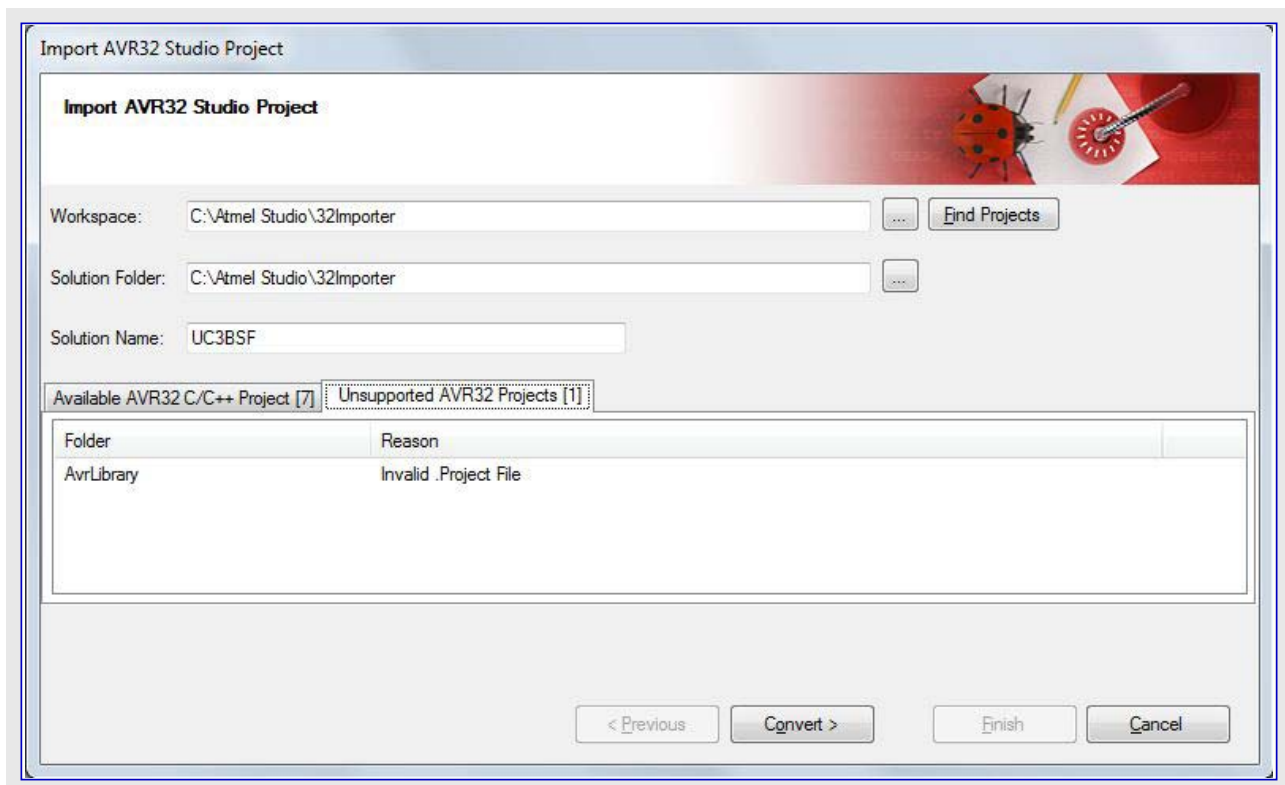 Import AVR32 Studio Project
Import AVR32 Studio Project
Workspace: C:\Atmel Studio\32Importer ... Find Projects
Solution Folder: C:\Atmel Studio\32Importer ...
Solution Name: UC3BSF
Available AVR32 C/C++ Project [7] Unsupported AVR32 Projects [1]
Folder Reason
AvrLibrary Invalid .Project File
< Previous Convert > Finish Cancel